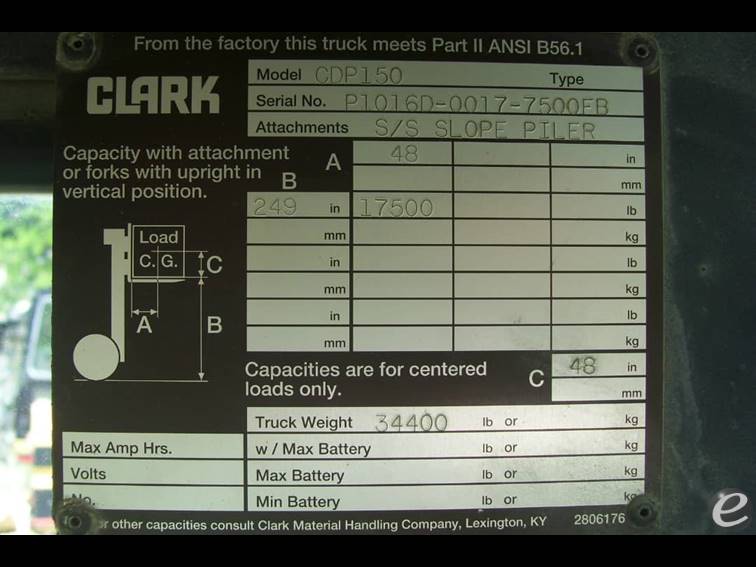 From the factory this truck meets Part II ANSI B56.1
CLARK
Model CDP150 Type
Serial No. P1016D-0017-7500FB
Attachments S/S SLOPE PILER
Capacity with attachment
or forks with upright in
vertical position.
A 48 in
mm
B
249 in 17500 lb
mm kg
in lb
mm kg
in lb
mm kg
Load
C. G.
C
A
B
Capacities are for centered
loads only.
C 48 in
mm
Truck Weight 34400 lb or kg
Max Amp Hrs. w / Max Battery lb or kg
Volts Max Battery lb or kg
No. Min Battery lb or kg
or other capacities consult Clark Material Handling Company, Lexington, KY 2806176
e